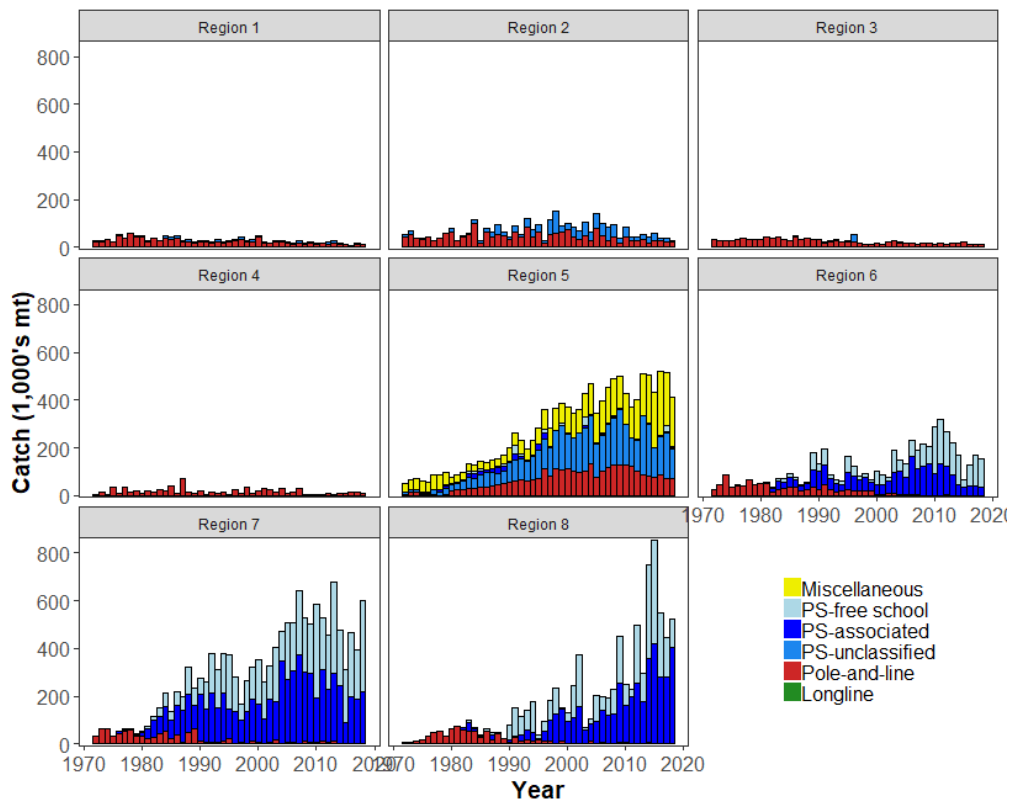 Region 1
Region 2
Region 3
800
600
400
200
0
Region 4
Region 5
Region 6
800
600
400
200
0
1970 1980 1990 2000 2010 202
Region 7
Region 8
800
600
400
200
0
1970 1980 1990 2000 2010 2020
1970 1980 1990 2000 2010 2020
Catch (1,000's mt)
Year
Miscellaneous
PS-free school
PS-associated
PS-unclassified
Pole-and-line
Longline